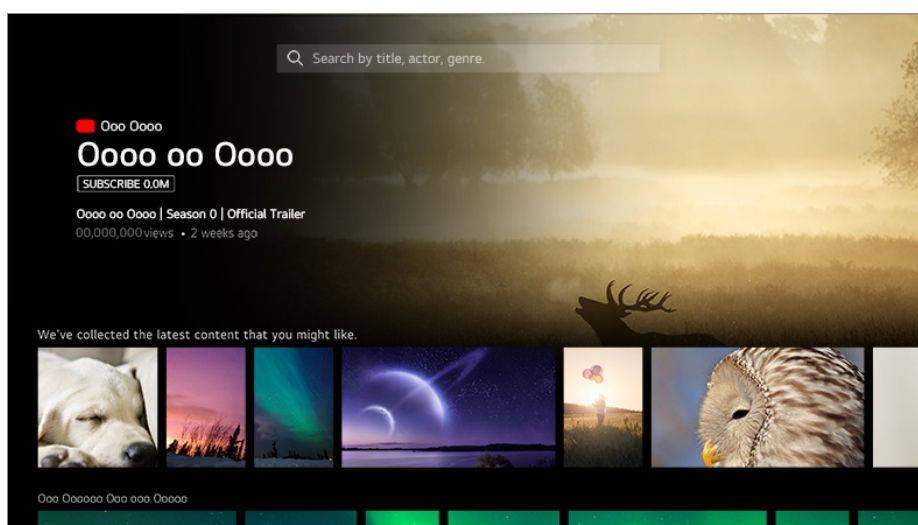 Search by title, actor, genre.
Ooo Oooo
Oooo oo Oooo
SUBSCRIBE 0.0M
Oooo oo Oooo | Season 0 | Official Trailer
00,000,000 views • 2 weeks ago
We've collected the latest content that you might like.
Ooo Oooooo Ooo ooo Ooooo